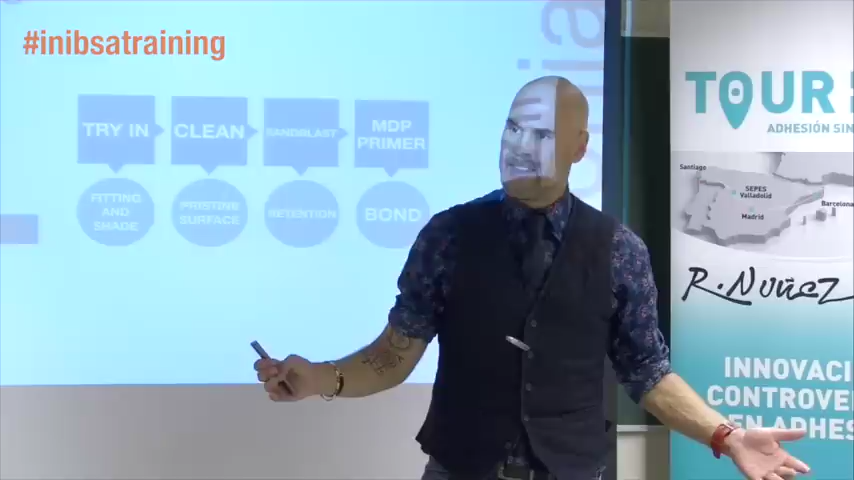 #inibsatraining
TRY IN
CLEAN
SANDBLAST
MDP
PRIMER
FITTING
AND
SHADE
PRISTINE
SURFACE
RETENTION
BOND
TOUR
ADHESIÓN SIN
Santiago
SEPES
Valladolid
Madrid
Barcelona
R. NUÑEZ
INNOVACI
CONTROVE
EN ADHES